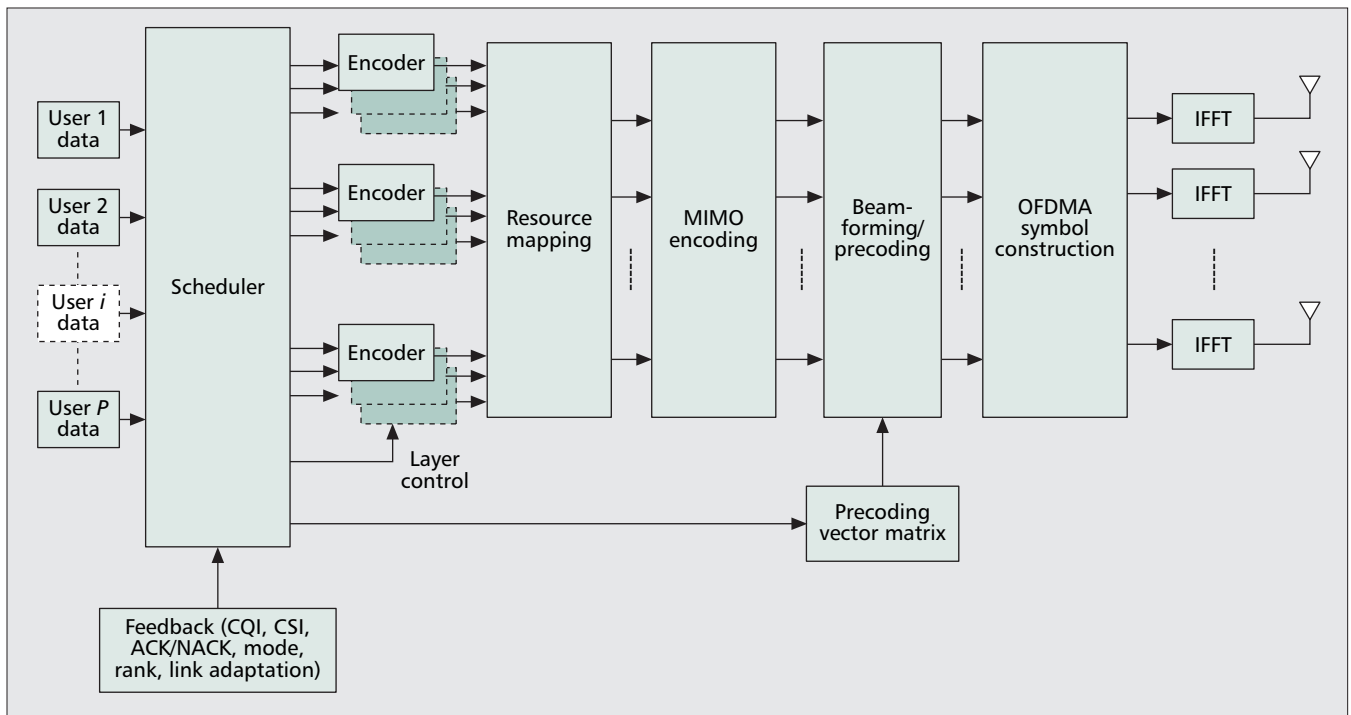 User 1
data
User 2
data
User i
data
User P
data
Scheduler
Encoder
Encoder
Encoder
Layer
control
Resource
mapping
MIMO
encoding
Beam-
forming/
precoding
OFDMA
symbol
construction
IFFT
IFFT
IFFT
Precoding
vector matrix
Feedback (CQI, CSI,
ACK/NACK, mode,
rank, link adaptation)